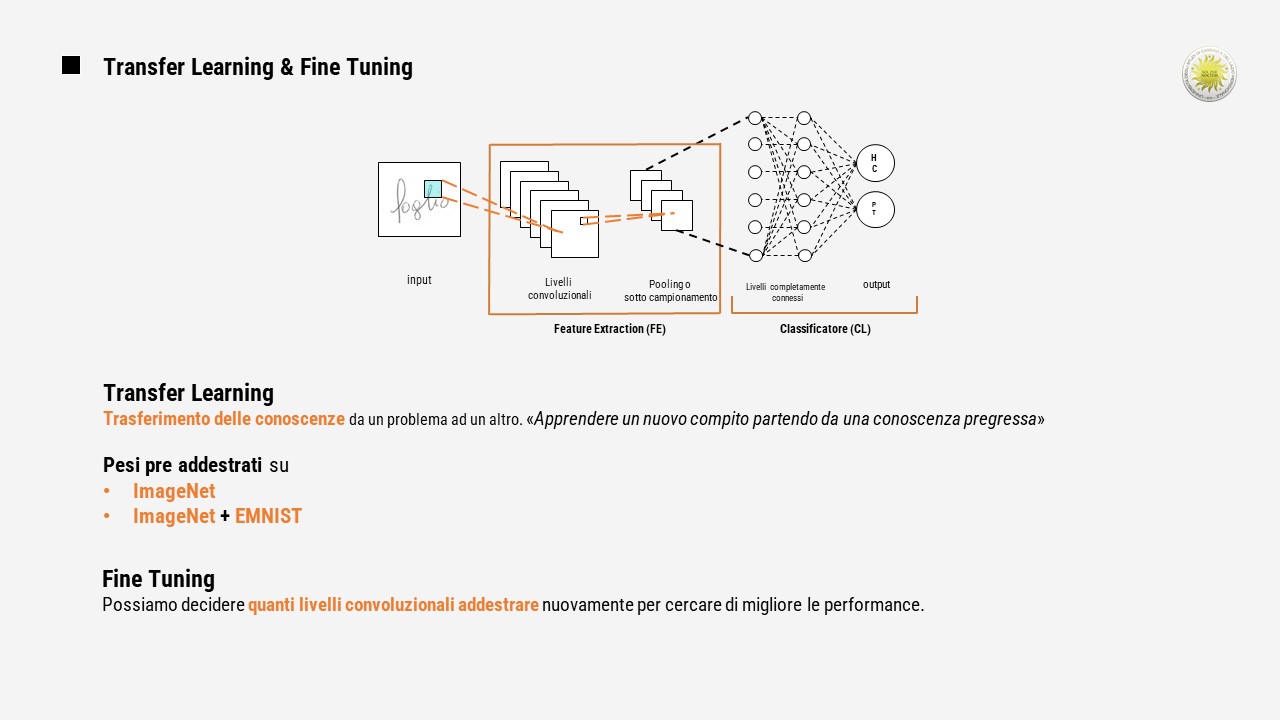 Transfer Learning & Fine Tuning
foglio
H
C
P
T
input
Livelli
convoluzionali
Pooling o
sotto campionamento
Livelli completamente
connessi
output
Feature Extraction (FE)
Classificatore (CL)
Transfer Learning
Trasferimento delle conoscenze da un problema ad un altro. «Apprendere un nuovo compito partendo da una conoscenza pregressa»
Pesi pre addestrati su
• ImageNet
• ImageNet + EMNIST
Fine Tuning
Possiamo decidere quanti livelli convoluzionali addestrare nuovamente per cercare di migliore le performance.